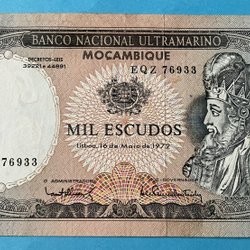 BANCO NACIONAL ULTRAMARINO
MOÇAMBIQUE
DECRETOS-LEIS
39221 e 44891
EQZ 76933
MIL ESCUDOS
76933
Lisboa, 16 de Maio de 1972
O ADMINISTRADOR
O GOVERNADOR